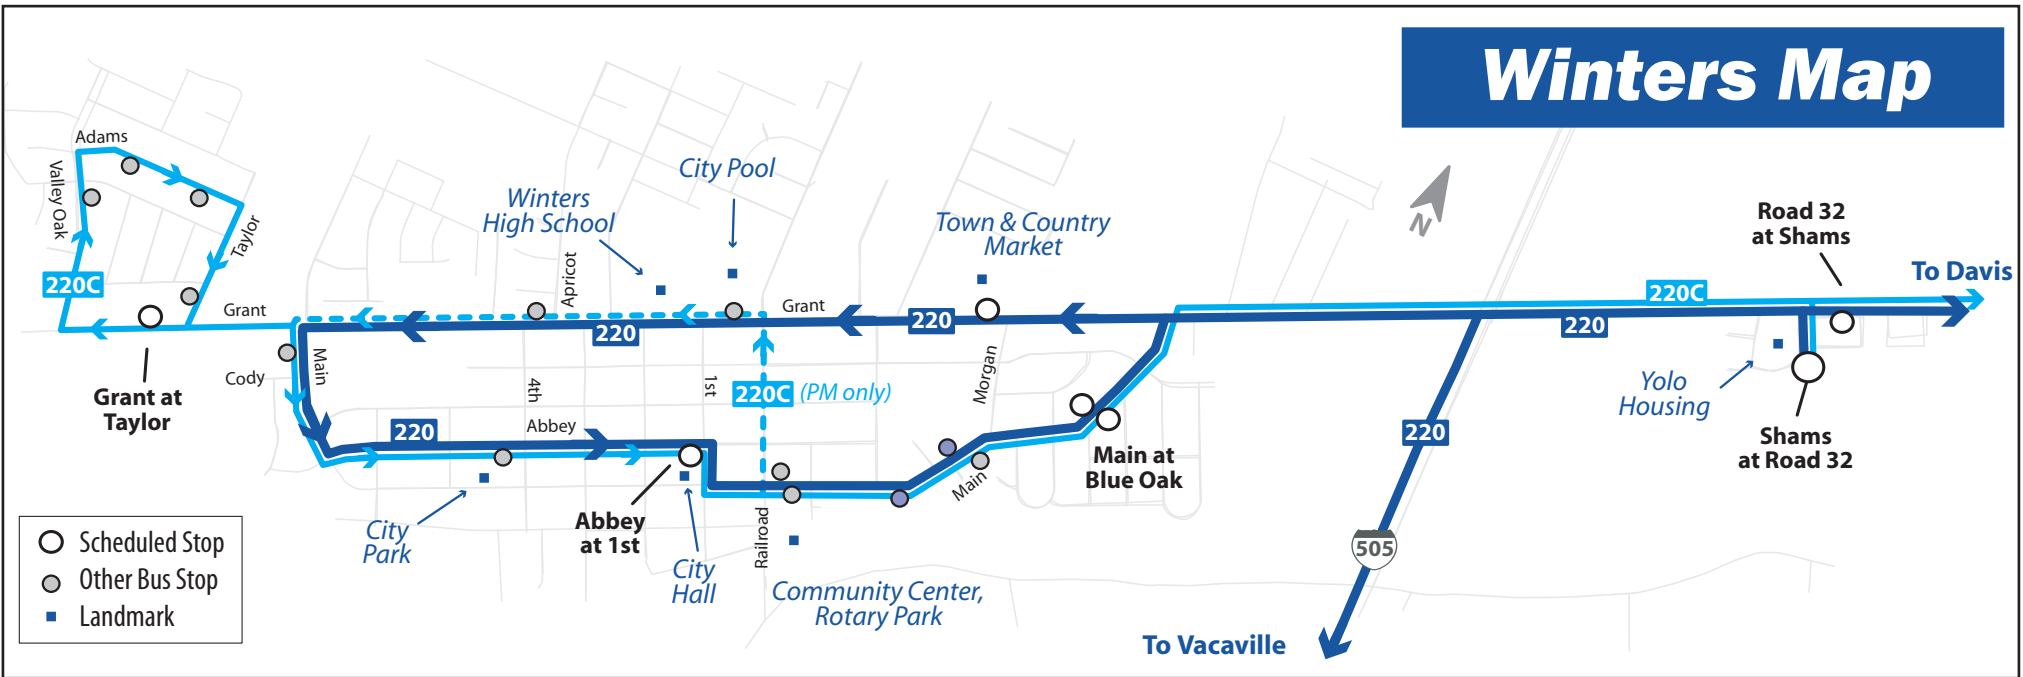 Winters Map
Adams
Valley Oak
Taylor
220C
Grant
Grant at
Taylor
Cody
Main
Winters
High School
City Pool
Apricot
Town & Country
Market
Grant
220
220
N
Road 32
at Shams
To Davis
220C
220
Yolo
Housing
Shams
at Road 32
4th
1st
220C (PM only)
Morgan
220
Abbey
Main
Main at
Blue Oak
220
City
Park
Abbey
at 1st
City
Hall
Railroad
Community Center,
Rotary Park
505
To Vacaville
Scheduled Stop
Other Bus Stop
Landmark